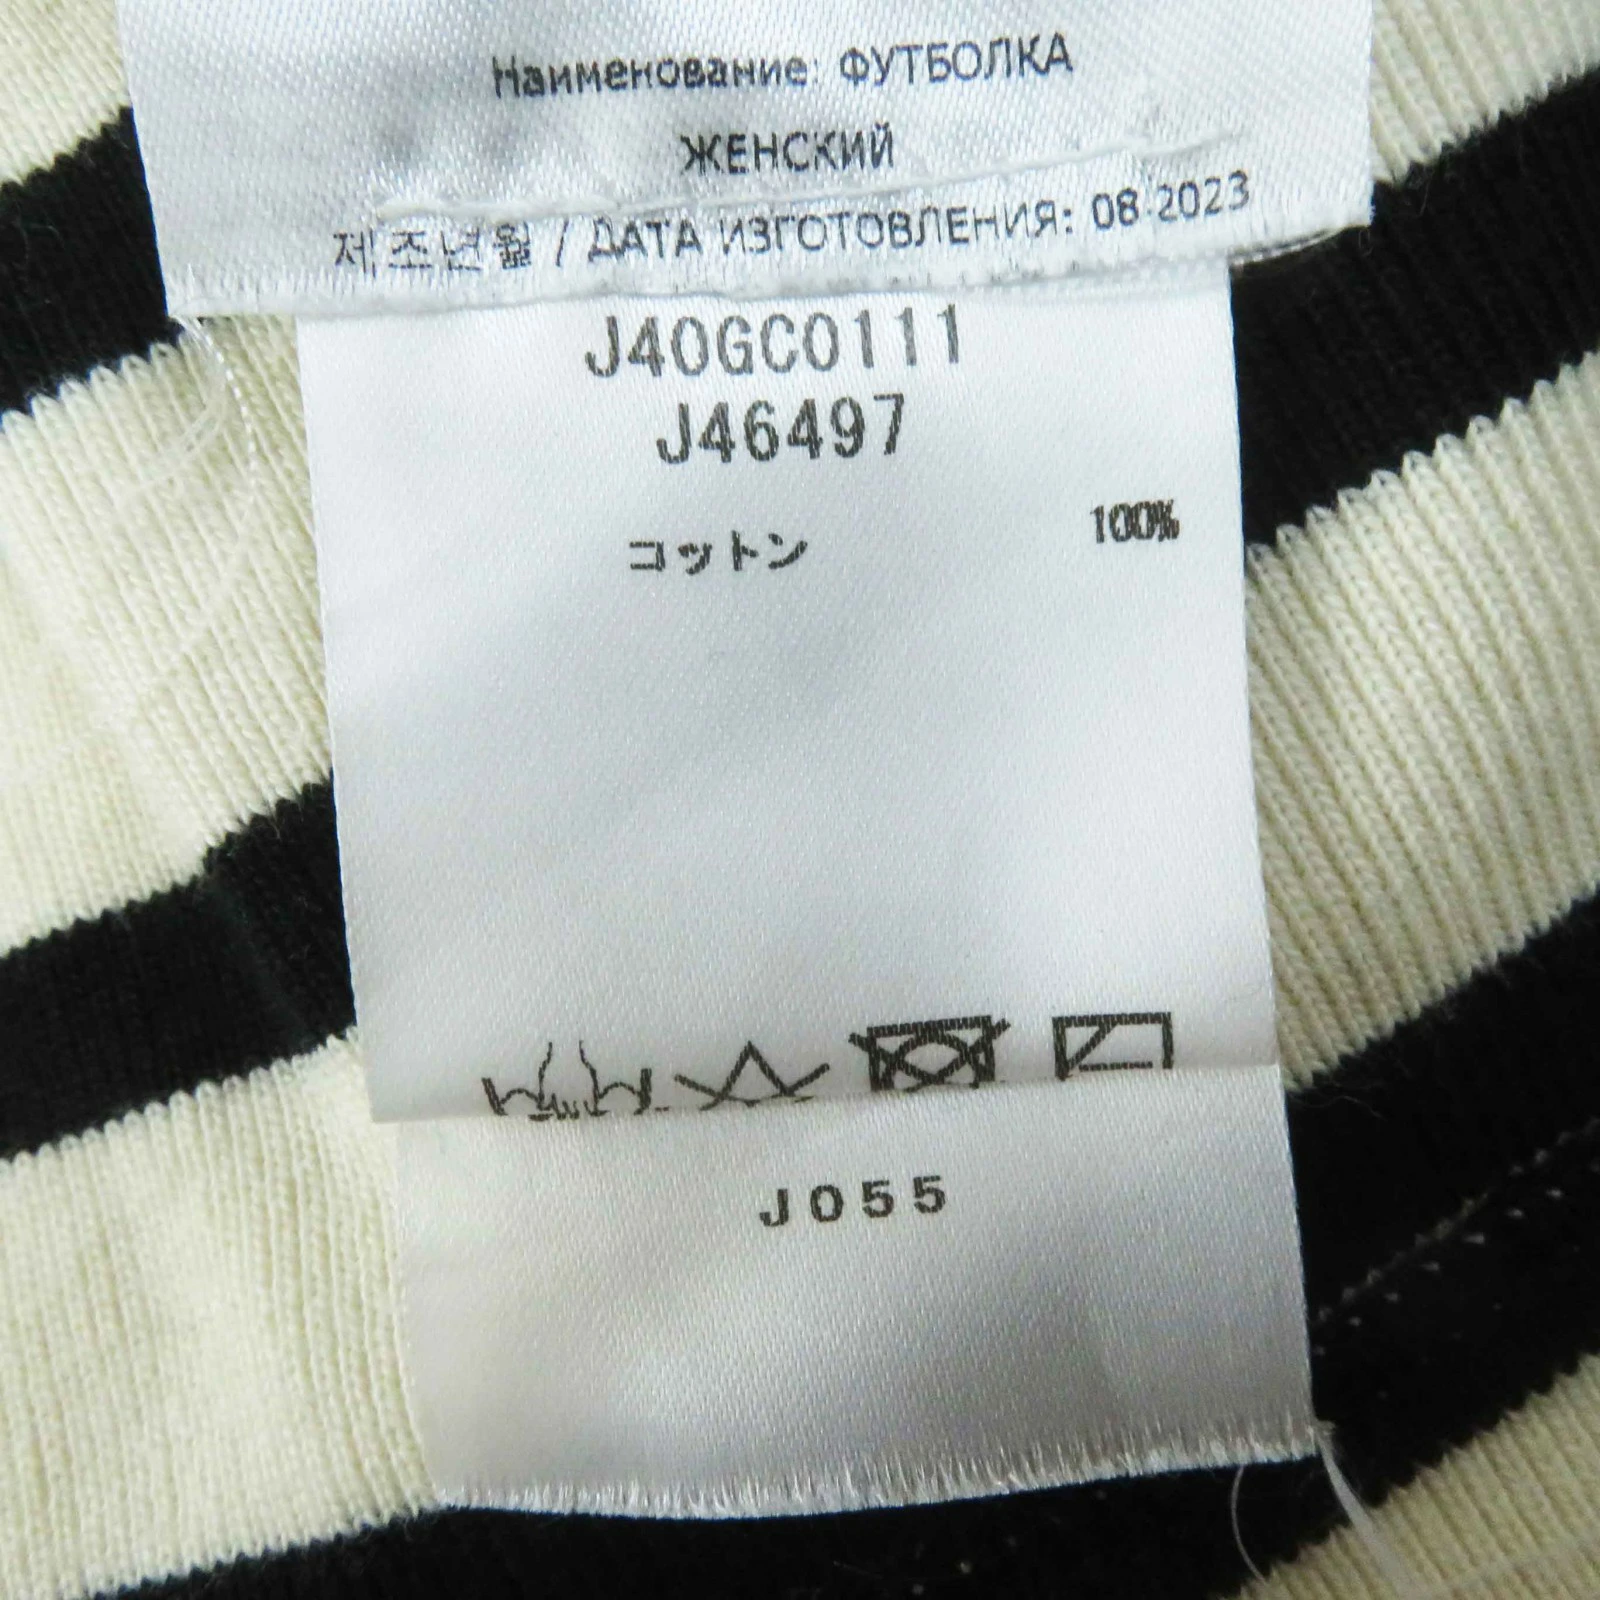 Наименование: ФУТБОЛКА
ЖЕНСКИЙ
제조년월 / ДАТА ИЗГОТОВЛЕНИЯ: 08.2023
J40GC0111
J46497
コットン 100%
J055